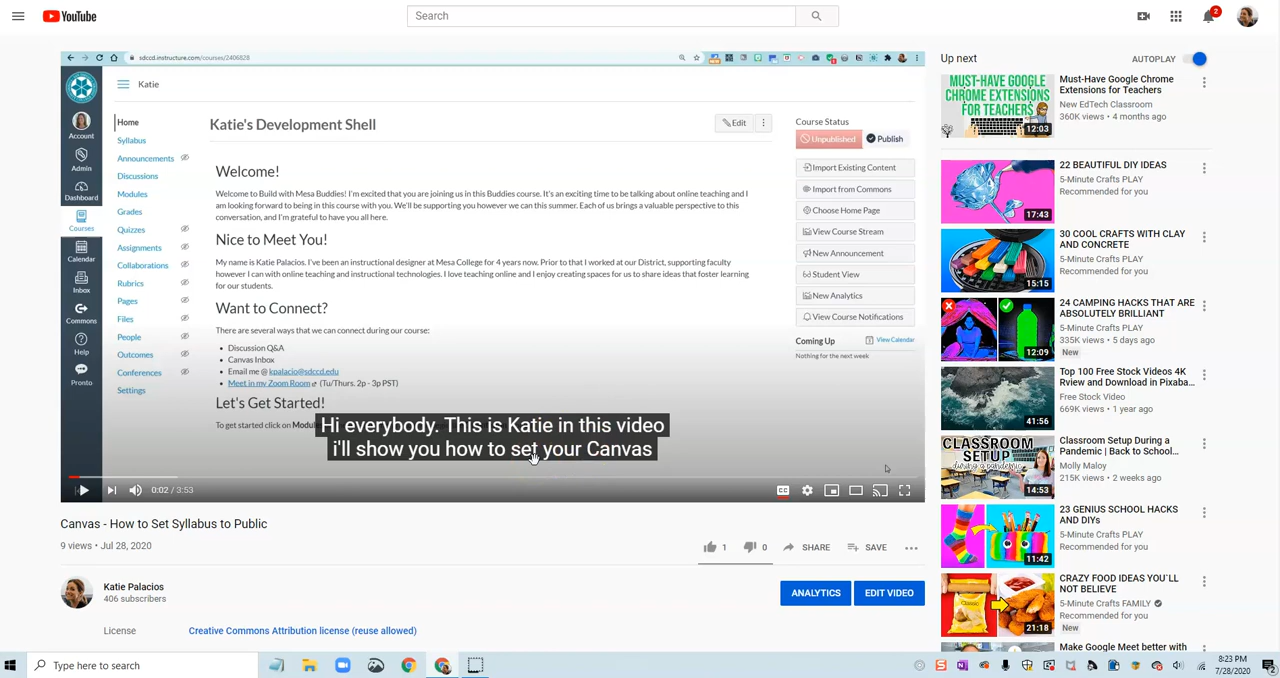 YouTube
Search
2
sdccd.instructure.com/courses/2406828
Katie
Account
Admin
Dashboard
Courses
Calendar
Inbox
Commons
Help
Pronto
Home
Syllabus
Announcements
Discussions
Modules
Grades
Quizzes
Assignments
Collaborations
Rubrics
Pages
Files
People
Outcomes
Conferences
Settings
Katie's Development Shell
Edit
Welcome!
Welcome to Build with Mesa Buddies! I'm excited that you are joining us in this Buddies course. It's an exciting time to be talking about online teaching and I
am looking forward to being in this course with you. We'll be supporting you however we can this summer. Each of us brings a valuable perspective to this
conversation, and I'm grateful to have you all here.
Nice to Meet You!
My name is Katie Palacios. I've been an instructional designer at Mesa College for 4 years now. Prior to that I worked at our District, supporting faculty
however I can with online teaching and instructional technologies. I love teaching online and I enjoy creating spaces for us to share ideas that foster learning
for our students.
Want to Connect?
There are several ways that we can connect during our course:
• Discussion Q&A
• Canvas Inbox
• Email me @ kpalacio@sdccd.edu
• Meet in my Zoom Room (Tu/Thurs. 2p - 3p PST)
Let's Get Started!
To get started click on Modul
Course Status
Unpublished Publish
Import Existing Content
Import from Commons
Choose Home Page
View Course Stream
New Announcement
Student View
New Analytics
View Course Notifications
Coming Up View Calendar
Nothing for the next week
Hi everybody. This is Katie in this video
i'll show you how to set your Canvas
0:02 / 3:53
CC
Canvas - How to Set Syllabus to Public
9 views • Jul 28, 2020
1 0 SHARE SAVE
Katie Palacios
406 subscribers
ANALYTICS
EDIT VIDEO
License Creative Commons Attribution license (reuse allowed)
Up next AUTOPLAY
MUST-HAVE GOOGLE
CHROME
EXTENSIONS
FOR TEACHERS
12:03
Must-Have Google Chrome
Extensions for Teachers
New EdTech Classroom
360K views • 4 months ago
17:43
22 BEAUTIFUL DIY IDEAS
5-Minute Crafts PLAY
Recommended for you
15:15
30 COOL CRAFTS WITH CLAY
AND CONCRETE
5-Minute Crafts PLAY
Recommended for you
12:09
24 CAMPING HACKS THAT ARE
ABSOLUTELY BRILLIANT
5-Minute Crafts PLAY
335K views • 5 days ago
New
41:56
Top 100 Free Stock Videos 4K
Rview and Download in Pixaba...
Free Stock Video
669K views • 1 year ago
CLASSROOM
SETUP
during a pandemic
14:53
Classroom Setup During a
Pandemic | Back to School...
Molly Maloy
215K views • 2 weeks ago
11:42
23 GENIUS SCHOOL HACKS
AND DIYs
5-Minute Crafts PLAY
Recommended for you
21:18
CRAZY FOOD IDEAS YOU'LL
NOT BELIEVE
5-Minute Crafts FAMILY
Recommended for you
New
Make Google Meet better with
Type here to search
8:23 PM
7/28/2020
2